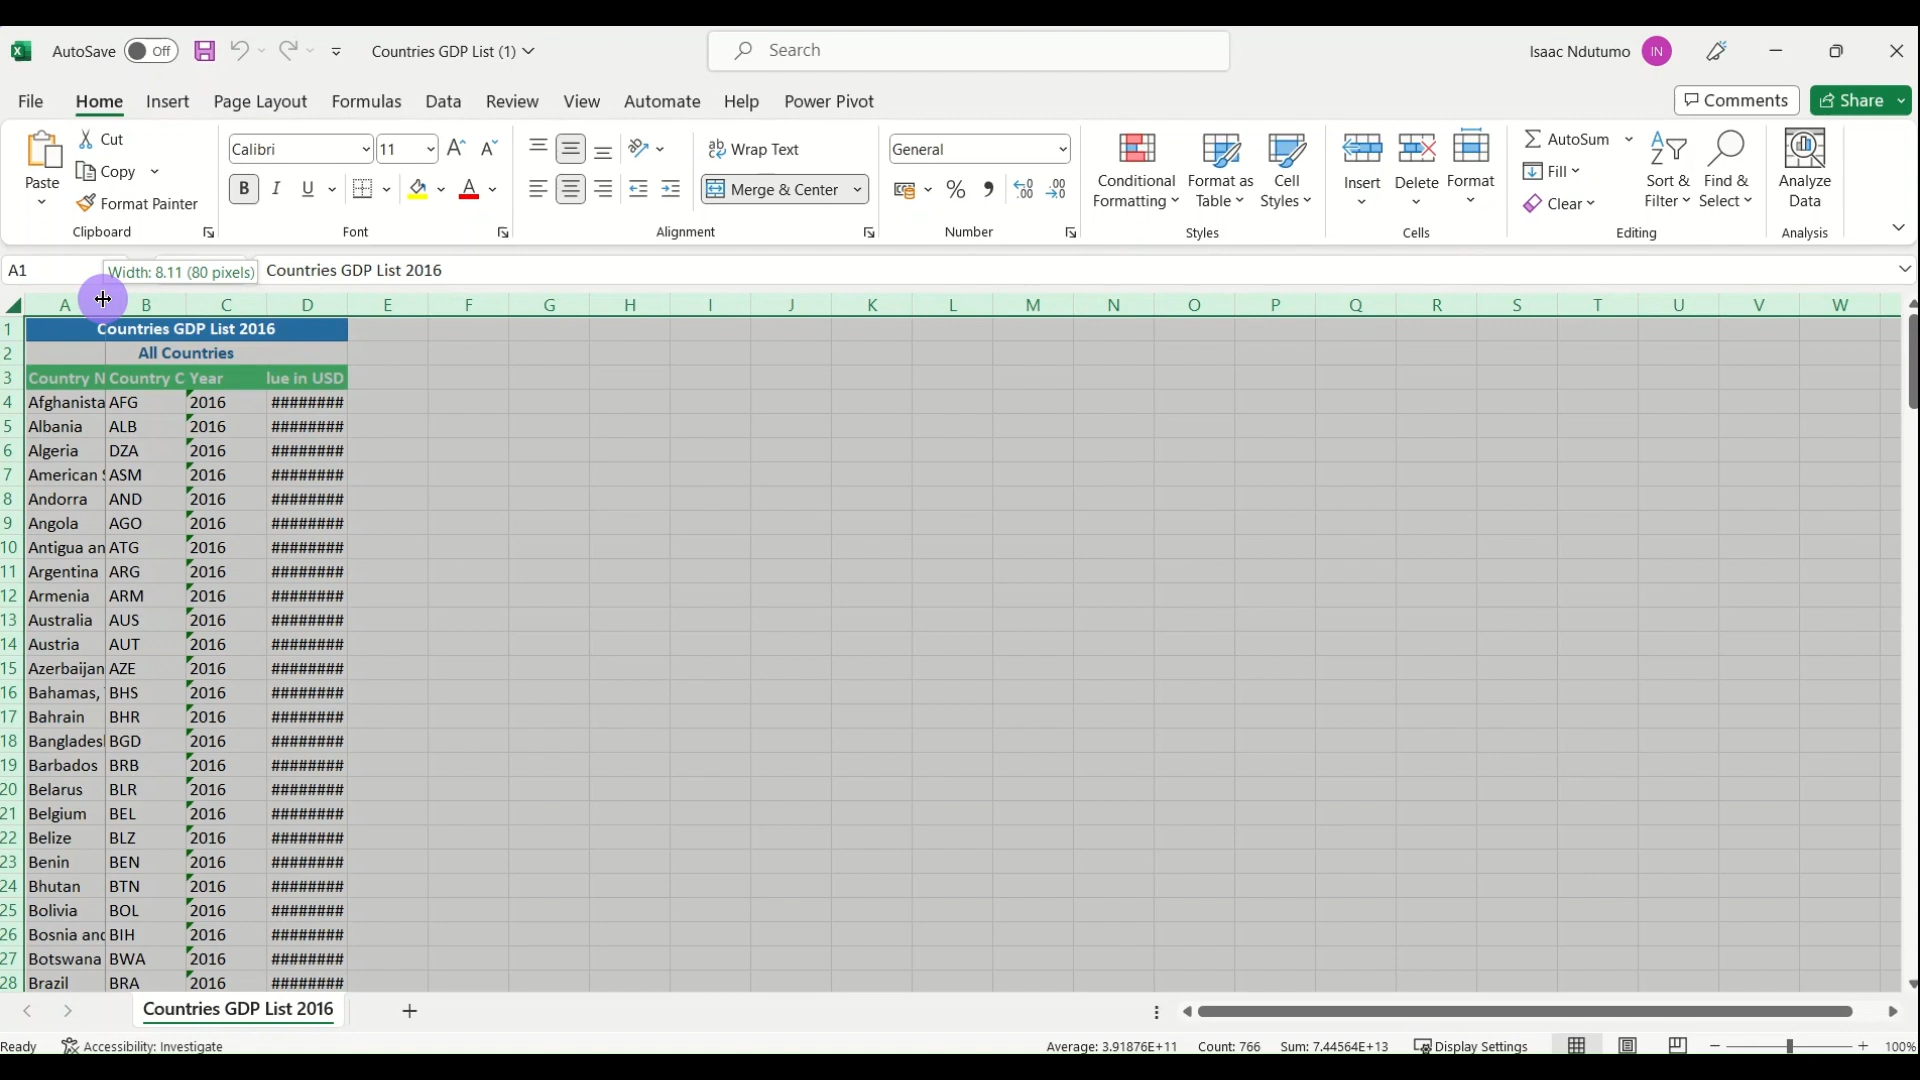 AutoSave Off Countries GDP List (1) Search Isaac Ndutumo IN
File Home Insert Page Layout Formulas Data Review View Automate Help Power Pivot Comments Share
Paste Cut Copy Format Painter Clipboard
Calibri 11 B I U A Font
ab Wrap Text Merge & Center Alignment
General % Number
Conditional Formatting Format as Table Cell Styles Styles
Insert Delete Format Cells
AutoSum Fill Clear Sort & Filter Find & Select Editing
Analyze Data Analysis
A1 Width: 8.11 (80 pixels) Countries GDP List 2016
A B C D E F G H I J K L M N O P Q R S T U V W
1 Countries GDP List 2016
2 All Countries
3 Country N Country C Year lue in USD
4 Afghanista AFG 2016 ########
5 Albania ALB 2016 ########
6 Algeria DZA 2016 ########
7 American S ASM 2016 ########
8 Andorra AND 2016 ########
9 Angola AGO 2016 ########
10 Antigua an ATG 2016 ########
11 Argentina ARG 2016 ########
12 Armenia ARM 2016 ########
13 Australia AUS 2016 ########
14 Austria AUT 2016 ########
15 Azerbaijan AZE 2016 ########
16 Bahamas, BHS 2016 ########
17 Bahrain BHR 2016 ########
18 Banglades BGD 2016 ########
19 Barbados BRB 2016 ########
20 Belarus BLR 2016 ########
21 Belgium BEL 2016 ########
22 Belize BLZ 2016 ########
23 Benin BEN 2016 ########
24 Bhutan BTN 2016 ########
25 Bolivia BOL 2016 ########
26 Bosnia and BIH 2016 ########
27 Botswana BWA 2016 ########
28 Brazil BRA 2016 ########
Countries GDP List 2016
Ready Accessibility: Investigate Average: 3.91876E+11 Count: 766 Sum: 7.44564E+13 Display Settings 100%